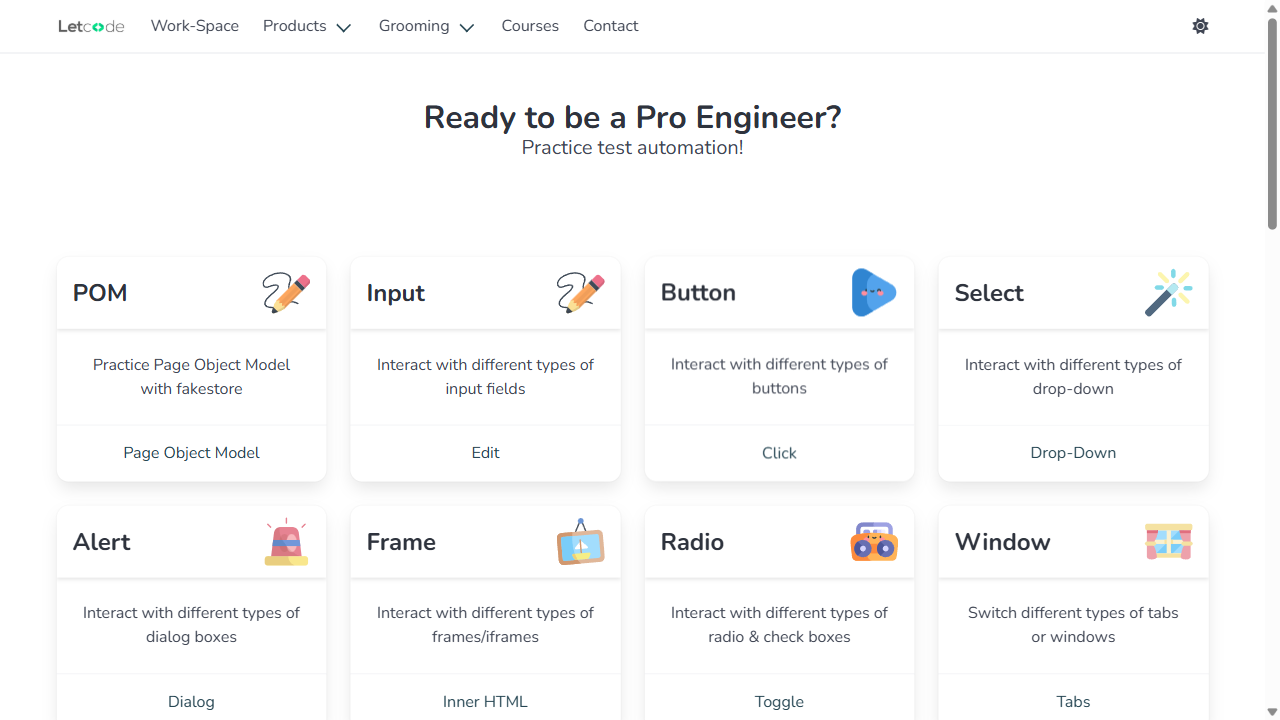 Letcode
Work-Space
Products
Grooming
Courses
Contact
Ready to be a Pro Engineer?
Practice test automation!
POM
Practice Page Object Model
with fakestore
Page Object Model
Input
Interact with different types of
input fields
Edit
Button
Interact with different types of
buttons
Click
Select
Interact with different types of
drop-down
Drop-Down
Alert
Interact with different types of
dialog boxes
Dialog
Frame
Interact with different types of
frames/iframes
Inner HTML
Radio
Interact with different types of
radio & check boxes
Toggle
Window
Switch different types of tabs
or windows
Tabs